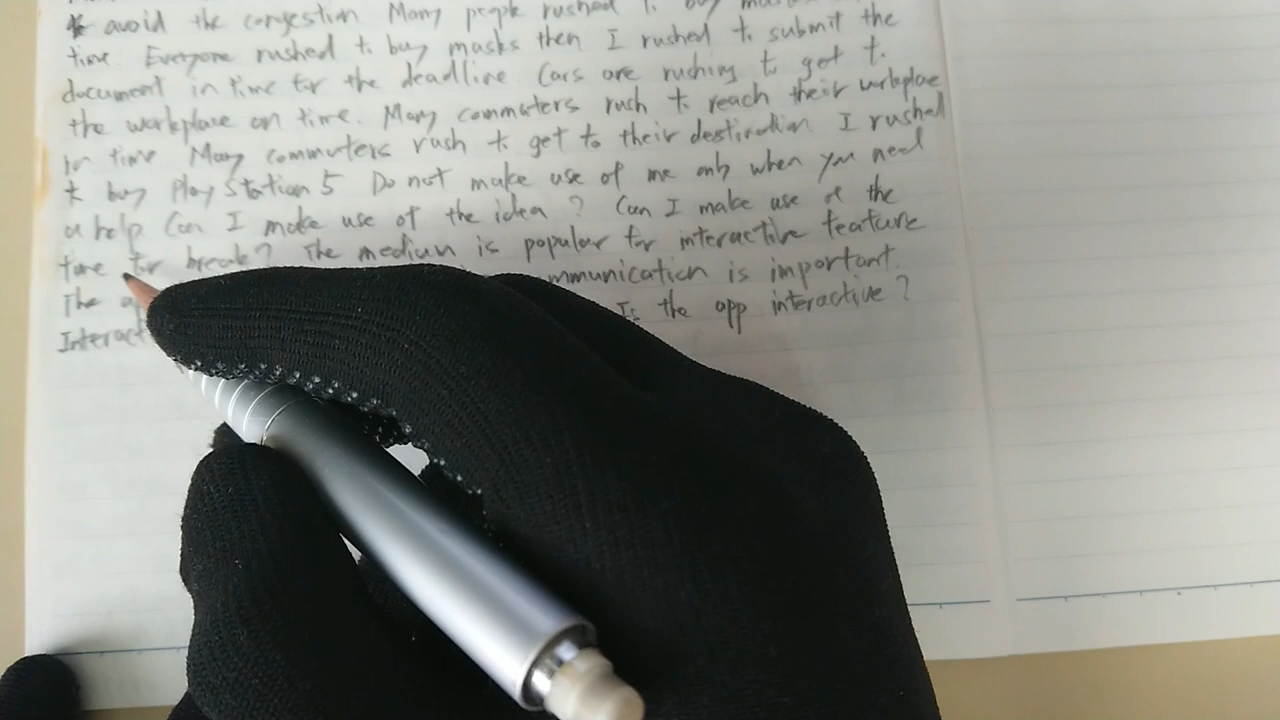 avoid the congestion Many people rushed to buy
time. Everyone rushed to buy masks then I rushed to submit the
document in time for the deadline Cars are rushing to get to
the workplace on time. Many commuters rush to reach their workplace
in time Many commuters rush to get to their destination I rushed
to buy PlayStation 5 Do not make use of me only when you need
a help Can I make use of the idea? Can I make use of the
time for break? The medium is popular for interactive feature
The communication is important.
Is the app interactive?